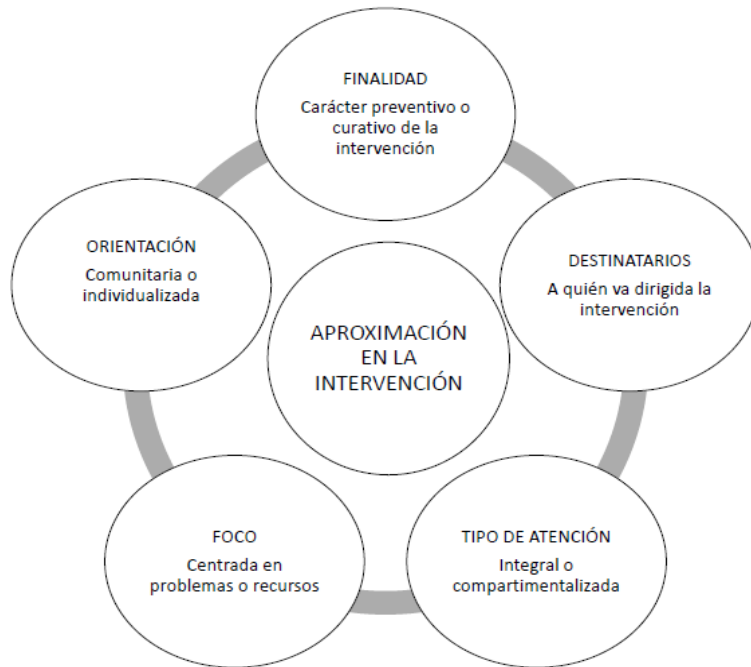 FINALIDAD
Carácter preventivo o
curativo de la
intervención
DESTINATARIOS
A quién va dirigida la
intervención
TIPO DE ATENCIÓN
Integral o
compartimentalizada
FOCO
Centrada en
problemas o recursos
ORIENTACIÓN
Comunitaria o
individualizada
APROXIMACIÓN
EN LA
INTERVENCIÓN